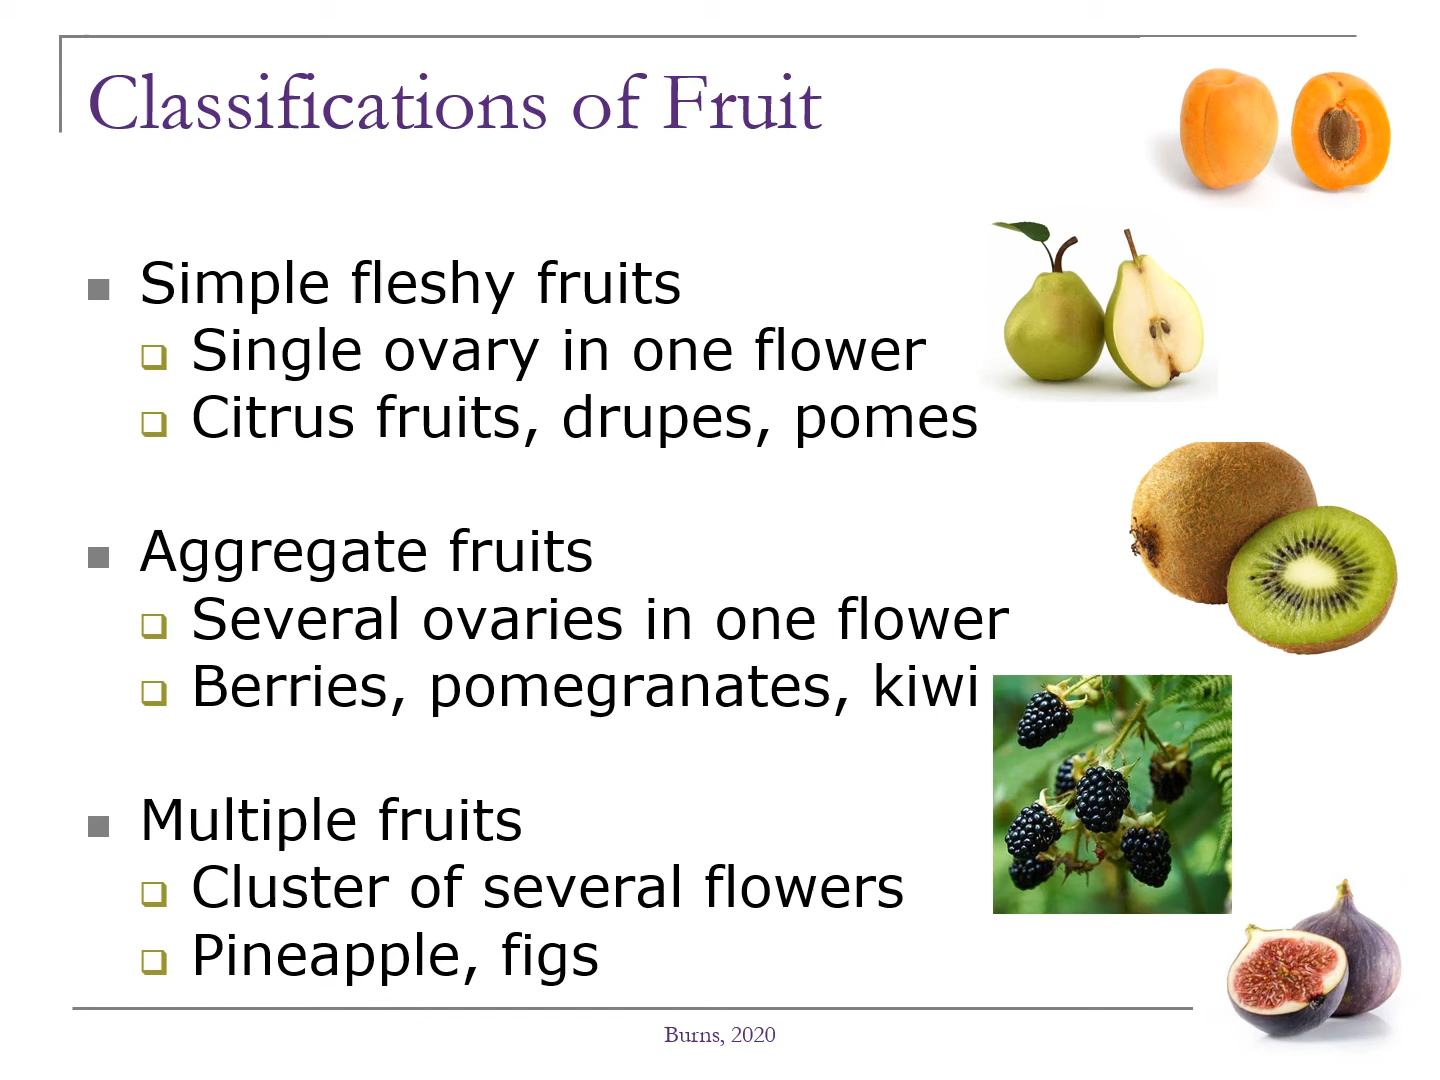 Classifications of Fruit
Simple fleshy fruits
Single ovary in one flower
Citrus fruits, drupes, pomes
Aggregate fruits
Several ovaries in one flower
Berries, pomegranates, kiwi
Multiple fruits
Cluster of several flowers
Pineapple, figs
Burns, 2020